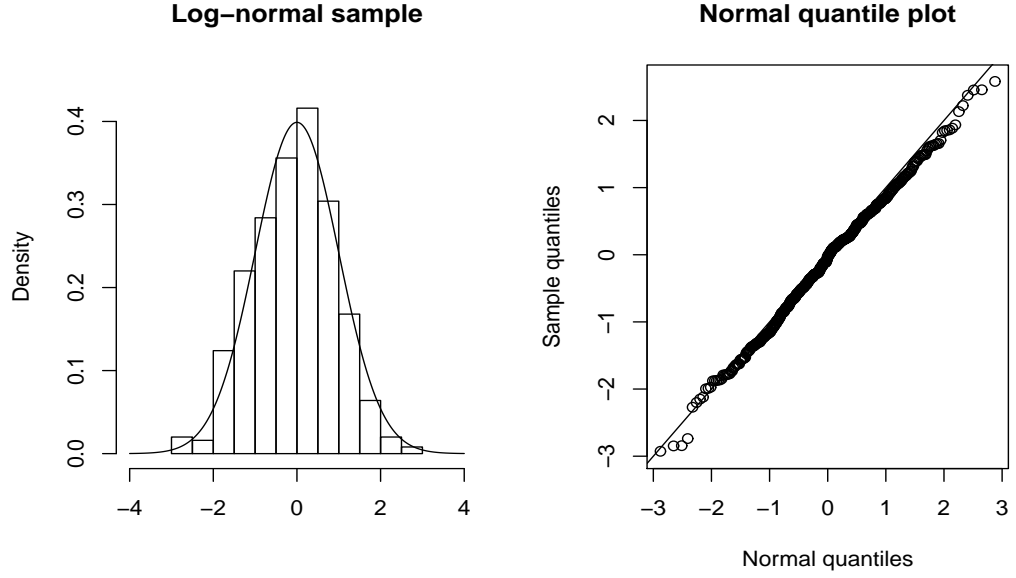 Log−normal sample
Density
0.0 0.1 0.2 0.3 0.4
−4 −2 0 2 4
Normal quantile plot
Sample quantiles
−3 −2 −1 0 1 2
−3 −2 −1 0 1 2 3
Normal quantiles